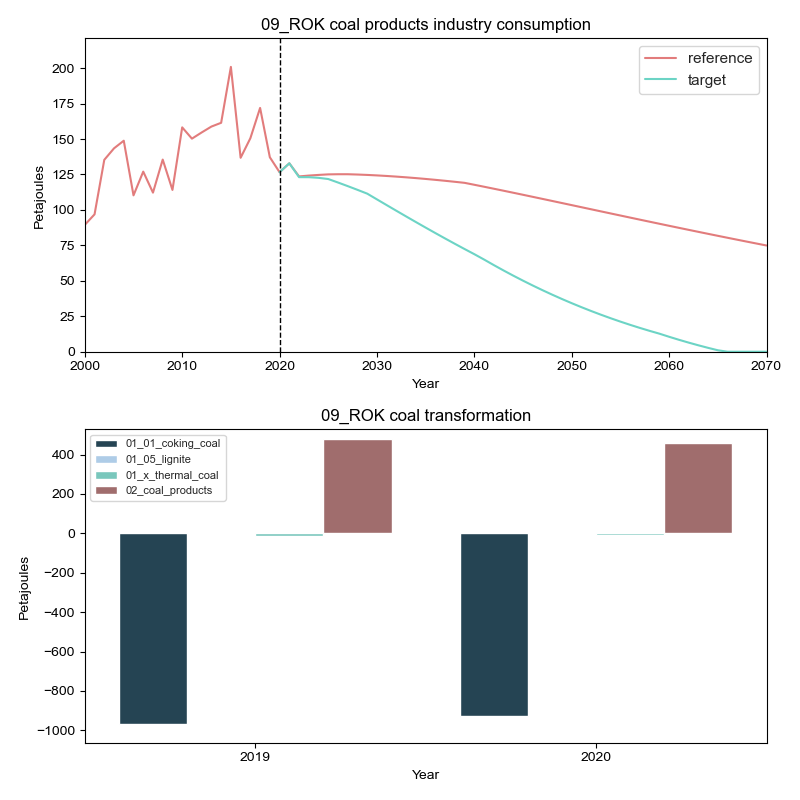 09_ROK coal products industry consumption
reference
target
200
175
150
125
100
75
50
25
0
Petajoules
2000 2010 2020 2030 2040 2050 2060 2070
Year
09_ROK coal transformation
01_01_coking_coal
01_05_lignite
01_x_thermal_coal
02_coal_products
400
200
0
−200
−400
−600
−800
−1000
Petajoules
2019 2020
Year